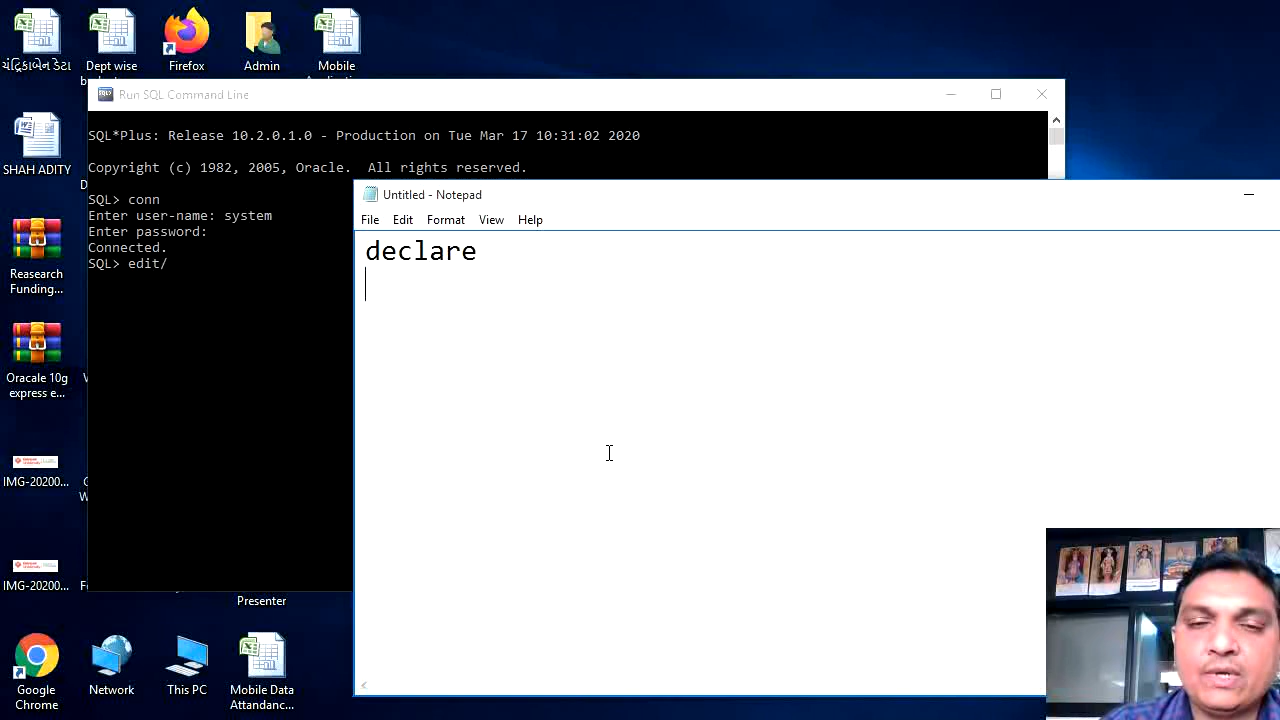 Dept wise
Firefox
Admin
Mobile
Run SQL Command Line
SQL*Plus: Release 10.2.0.1.0 - Production on Tue Mar 17 10:31:02 2020
Copyright (c) 1982, 2005, Oracle.  All rights reserved.
SQL> conn
Enter user-name: system
Enter password:
Connected.
SQL> edit/
Untitled - Notepad
File Edit Format View Help
declare
SHAH ADITY
Reasearch
Funding...
Oracale 10g
express e...
IMG-20200...
IMG-20200...
Presenter
Google
Chrome
Network
This PC
Mobile Data
Attandanc...